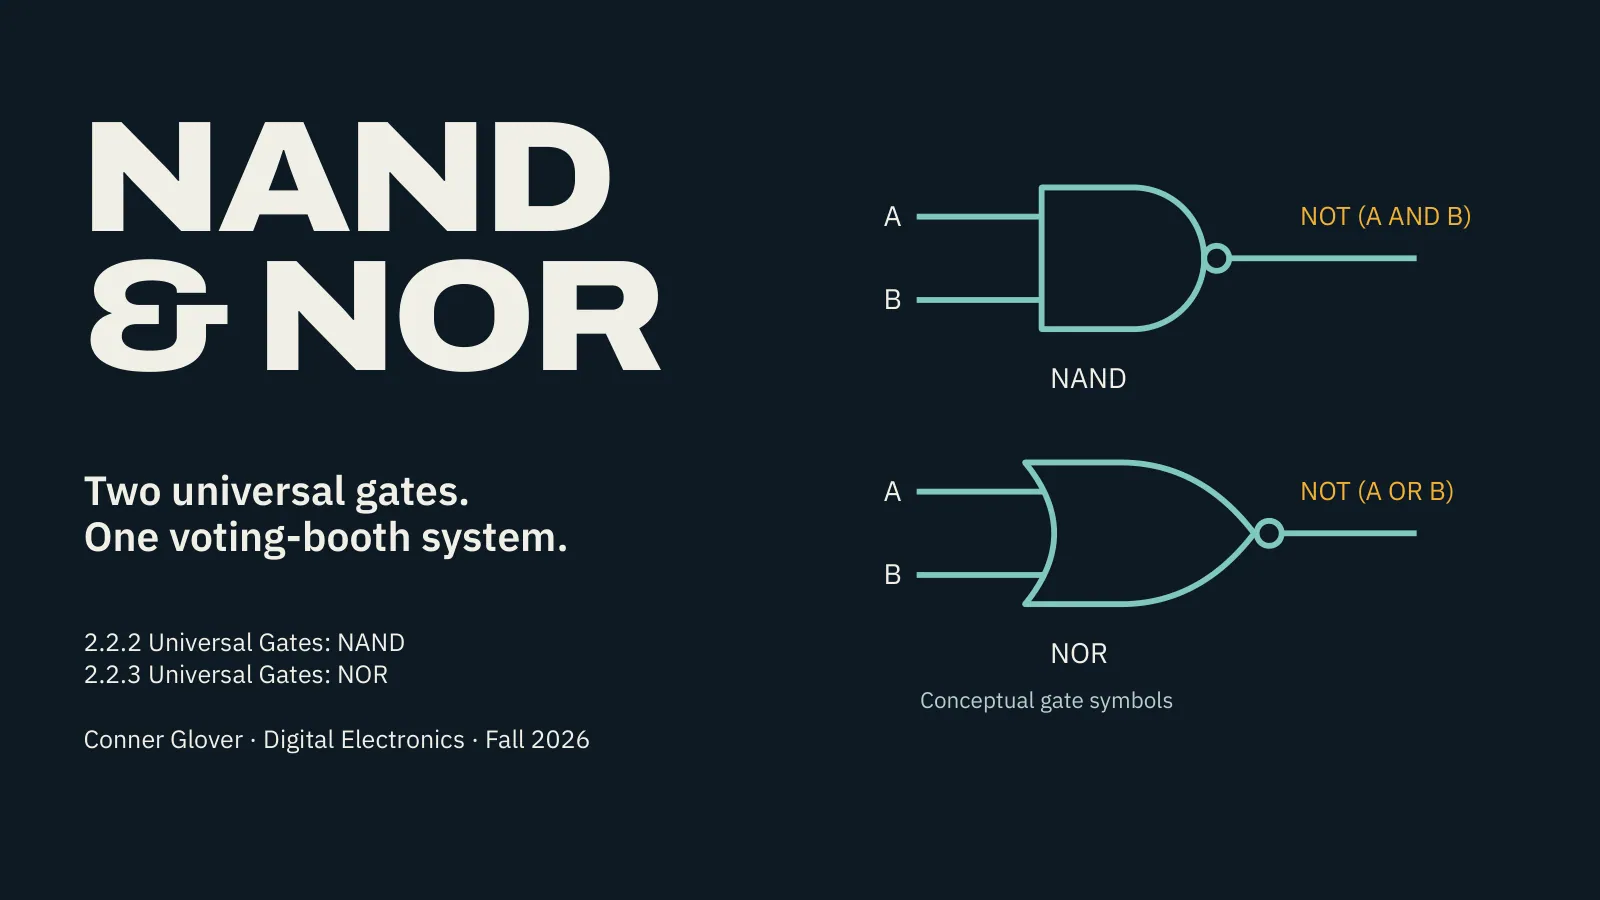 NAND
& NOR
Two universal gates.
One voting-booth system.
2.2.2 Universal Gates: NAND
2.2.3 Universal Gates: NOR
Conner Glover · Digital Electronics · Fall 2026
A
NOT (A AND B)
B
NAND
A
NOT (A OR B)
B
NOR
Conceptual gate symbols